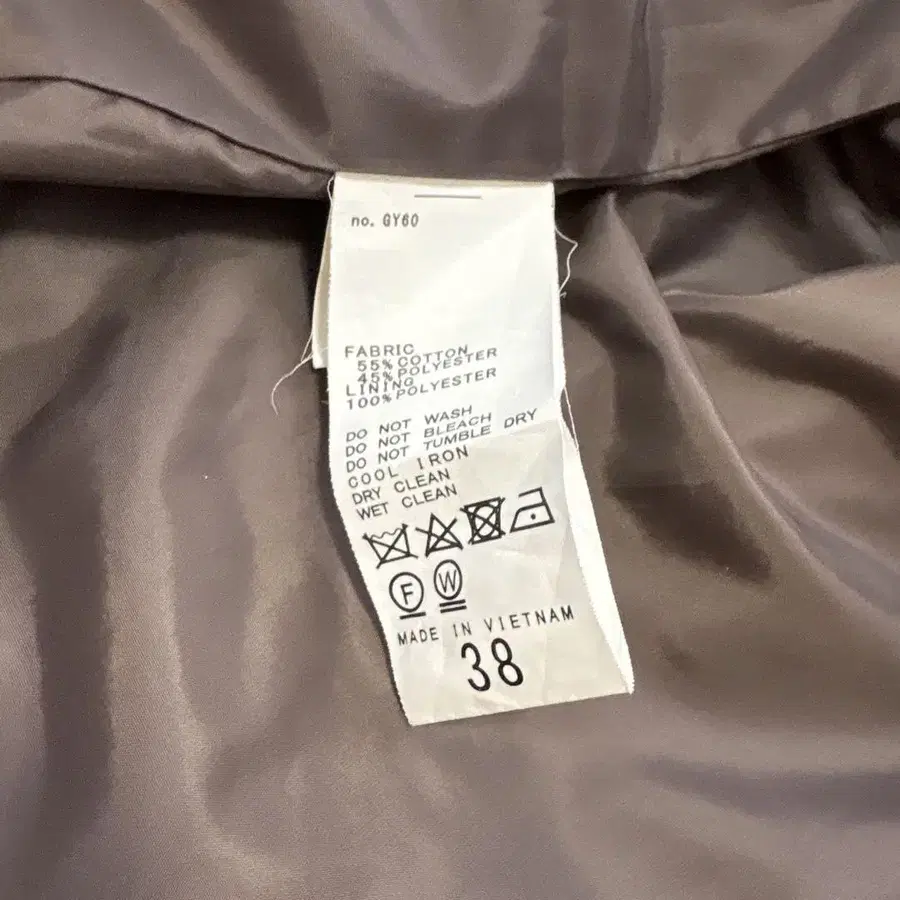 no. GY60
FABRIC
55% COTTON
45% POLYESTER
LINING
100% POLYESTER
DO NOT WASH
DO NOT BLEACH
DO NOT TUMBLE DRY
COOL IRON
DRY CLEAN
WET CLEAN
F W
MADE IN VIETNAM
38